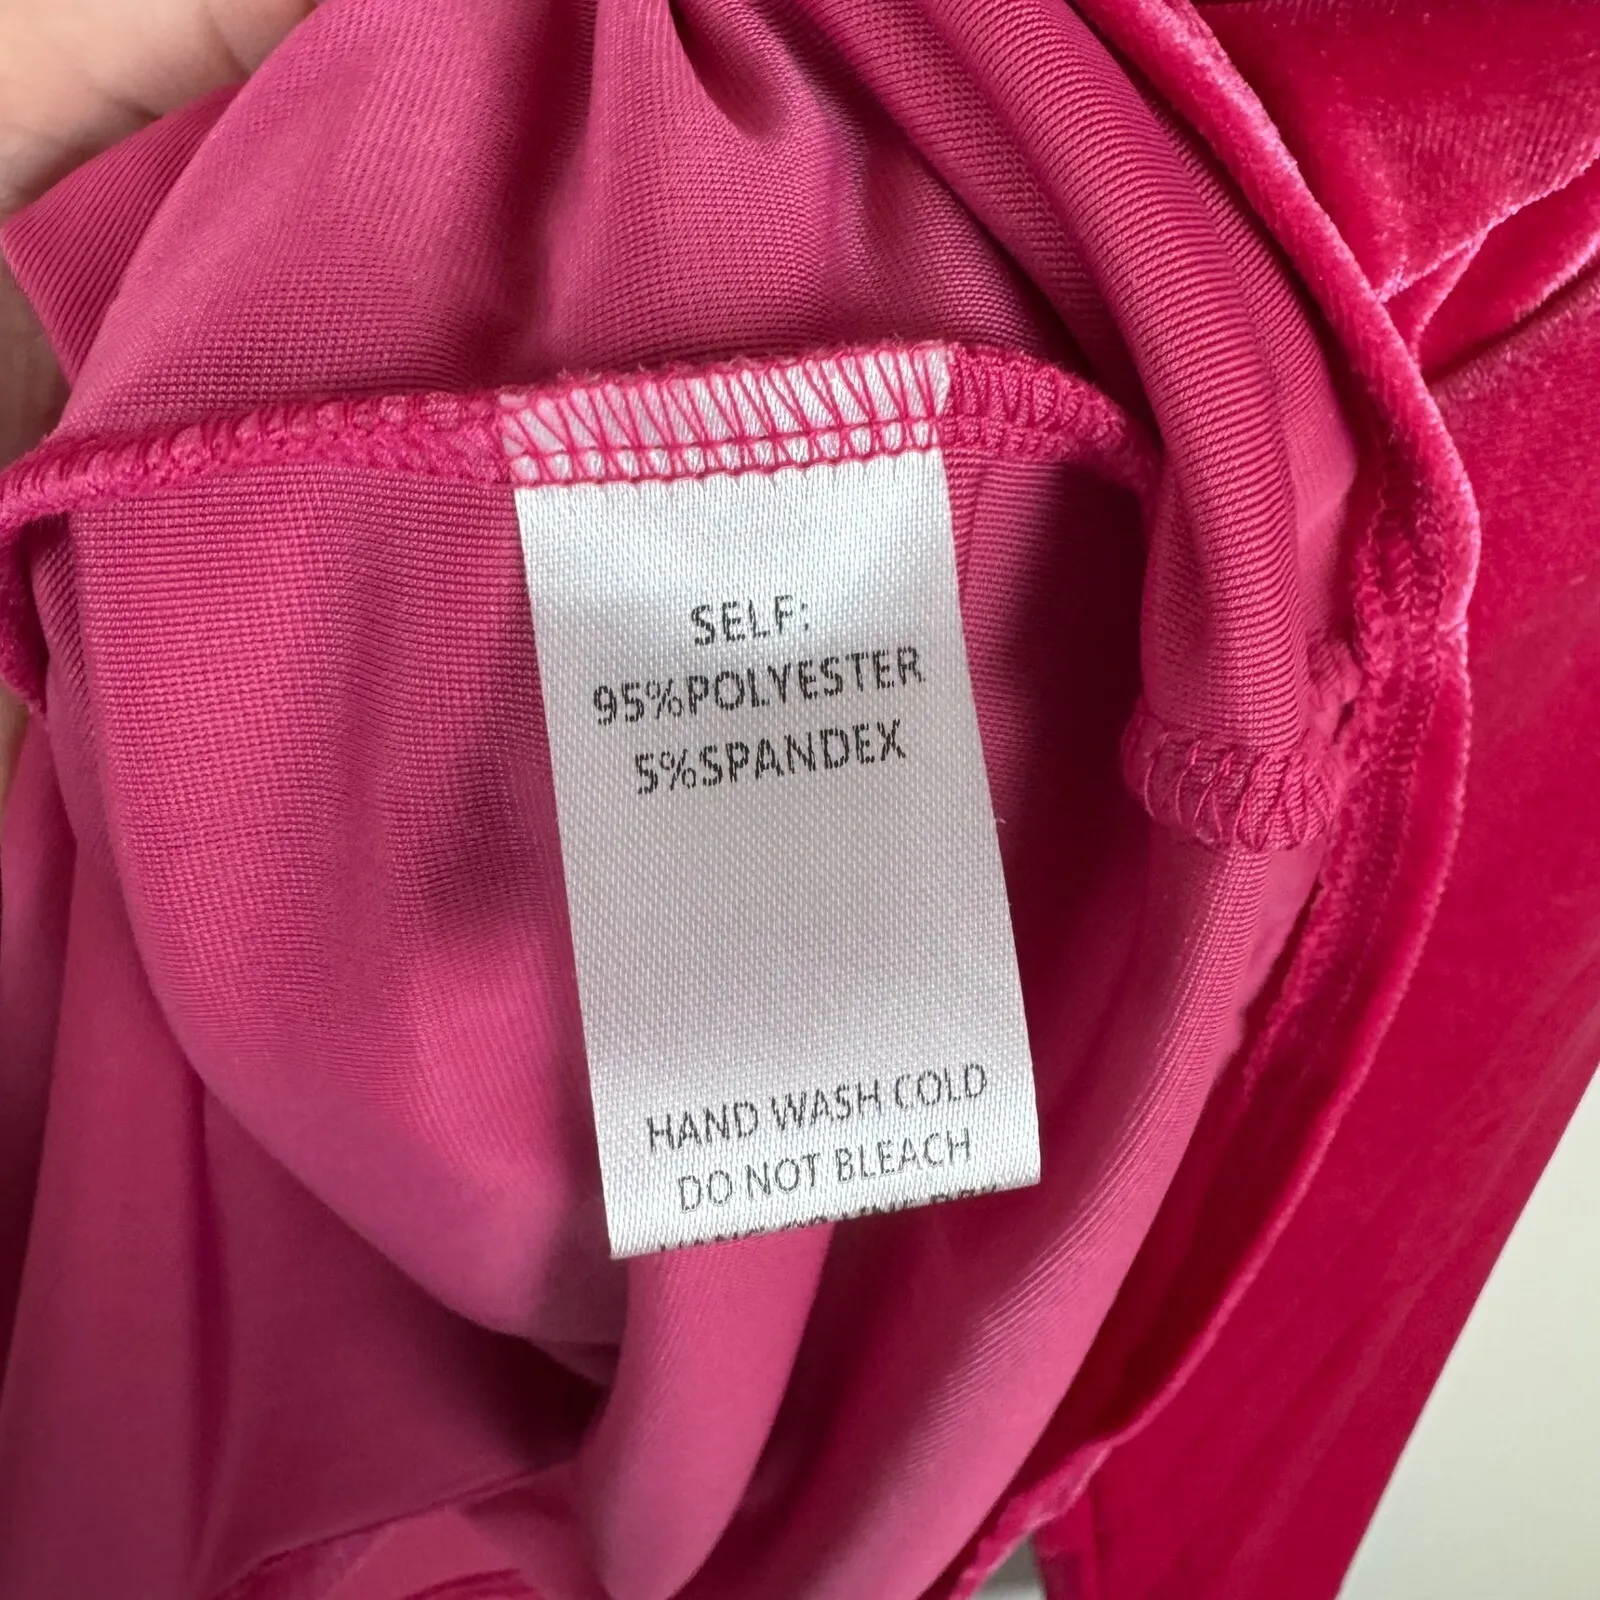 SELF:
95%POLYESTER
5%SPANDEX
HAND WASH COLD
DO NOT BLEACH